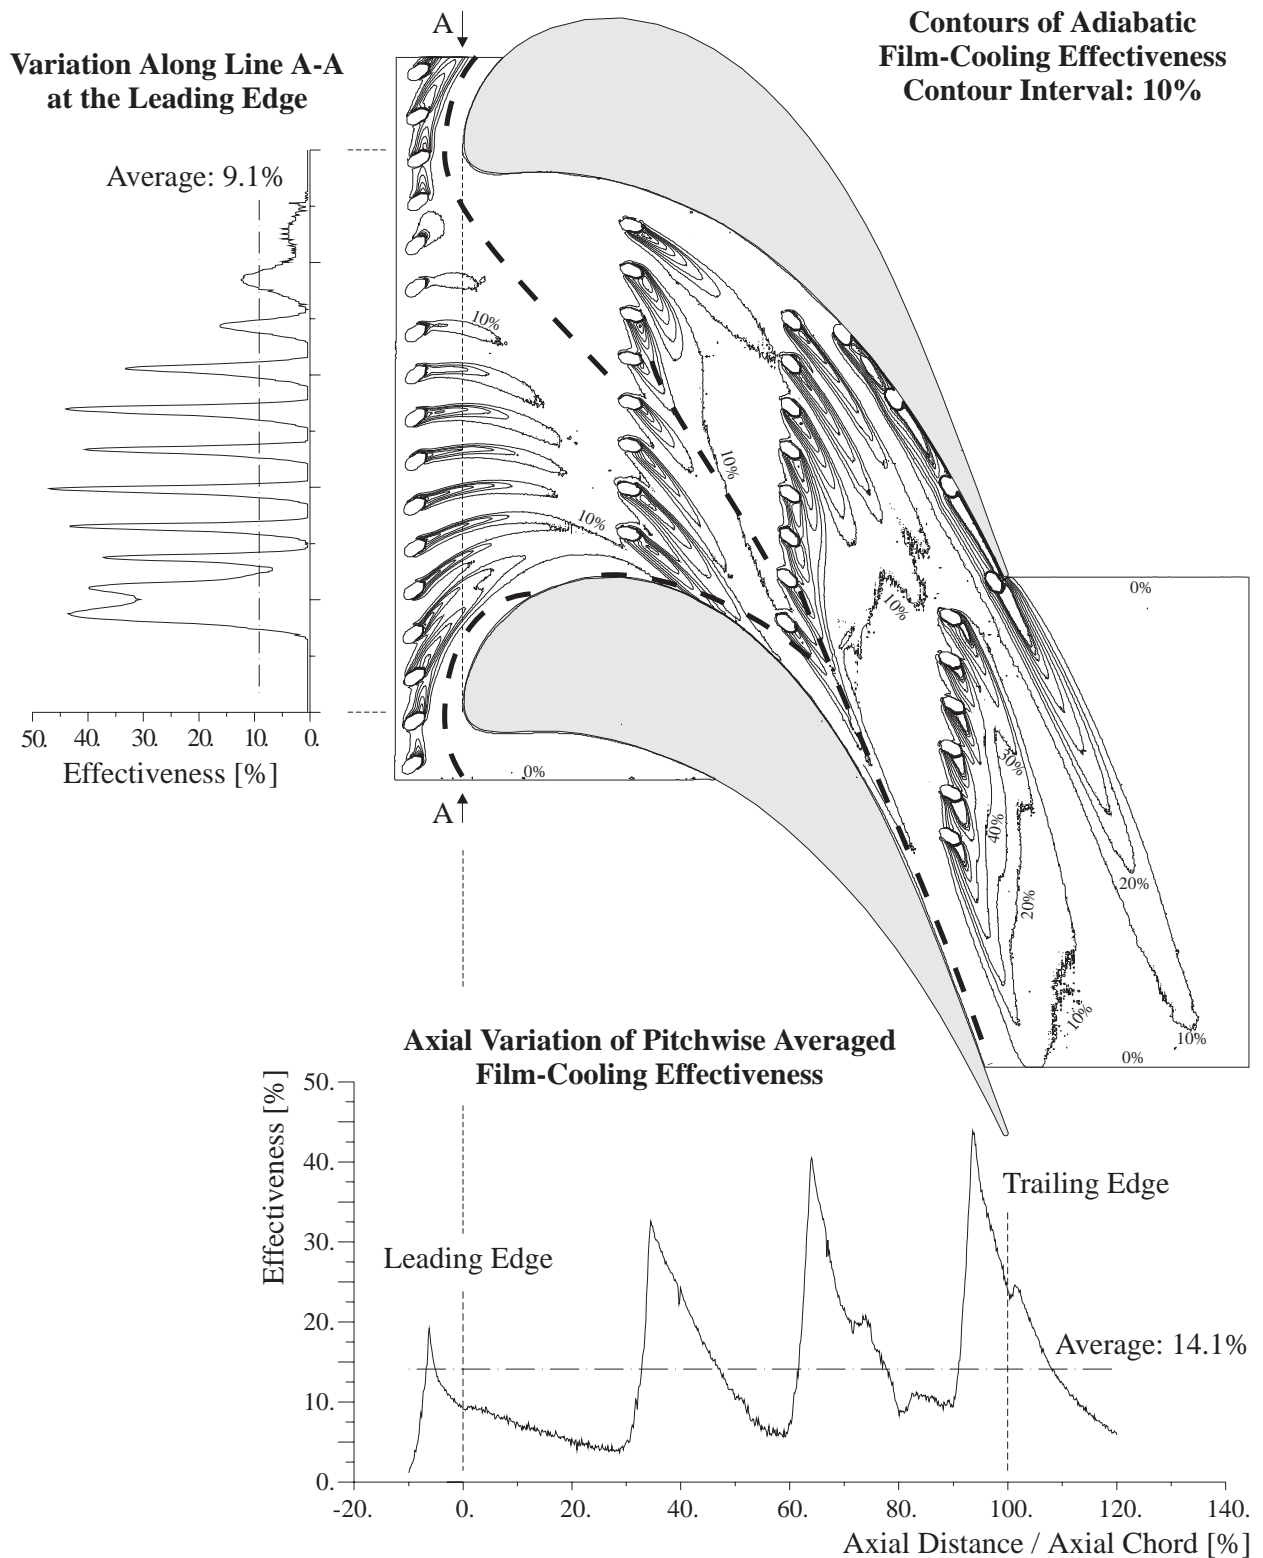 Contours of Adiabatic
Film-Cooling Effectiveness
Contour Interval: 10%
Variation Along Line A-A
at the Leading Edge
A
Average: 9.1%
50. 40. 30. 20. 10. 0.
Effectiveness [%]
10%
10%
10%
10%
0%
0%
30%
40%
20%
20%
10%
10%
0%
A
Axial Variation of Pitchwise Averaged
Film-Cooling Effectiveness
Effectiveness [%]
50.
40.
30.
20.
10.
0.
Leading Edge
Trailing Edge
Average: 14.1%
-20. 0. 20. 40. 60. 80. 100. 120. 140.
Axial Distance / Axial Chord [%]